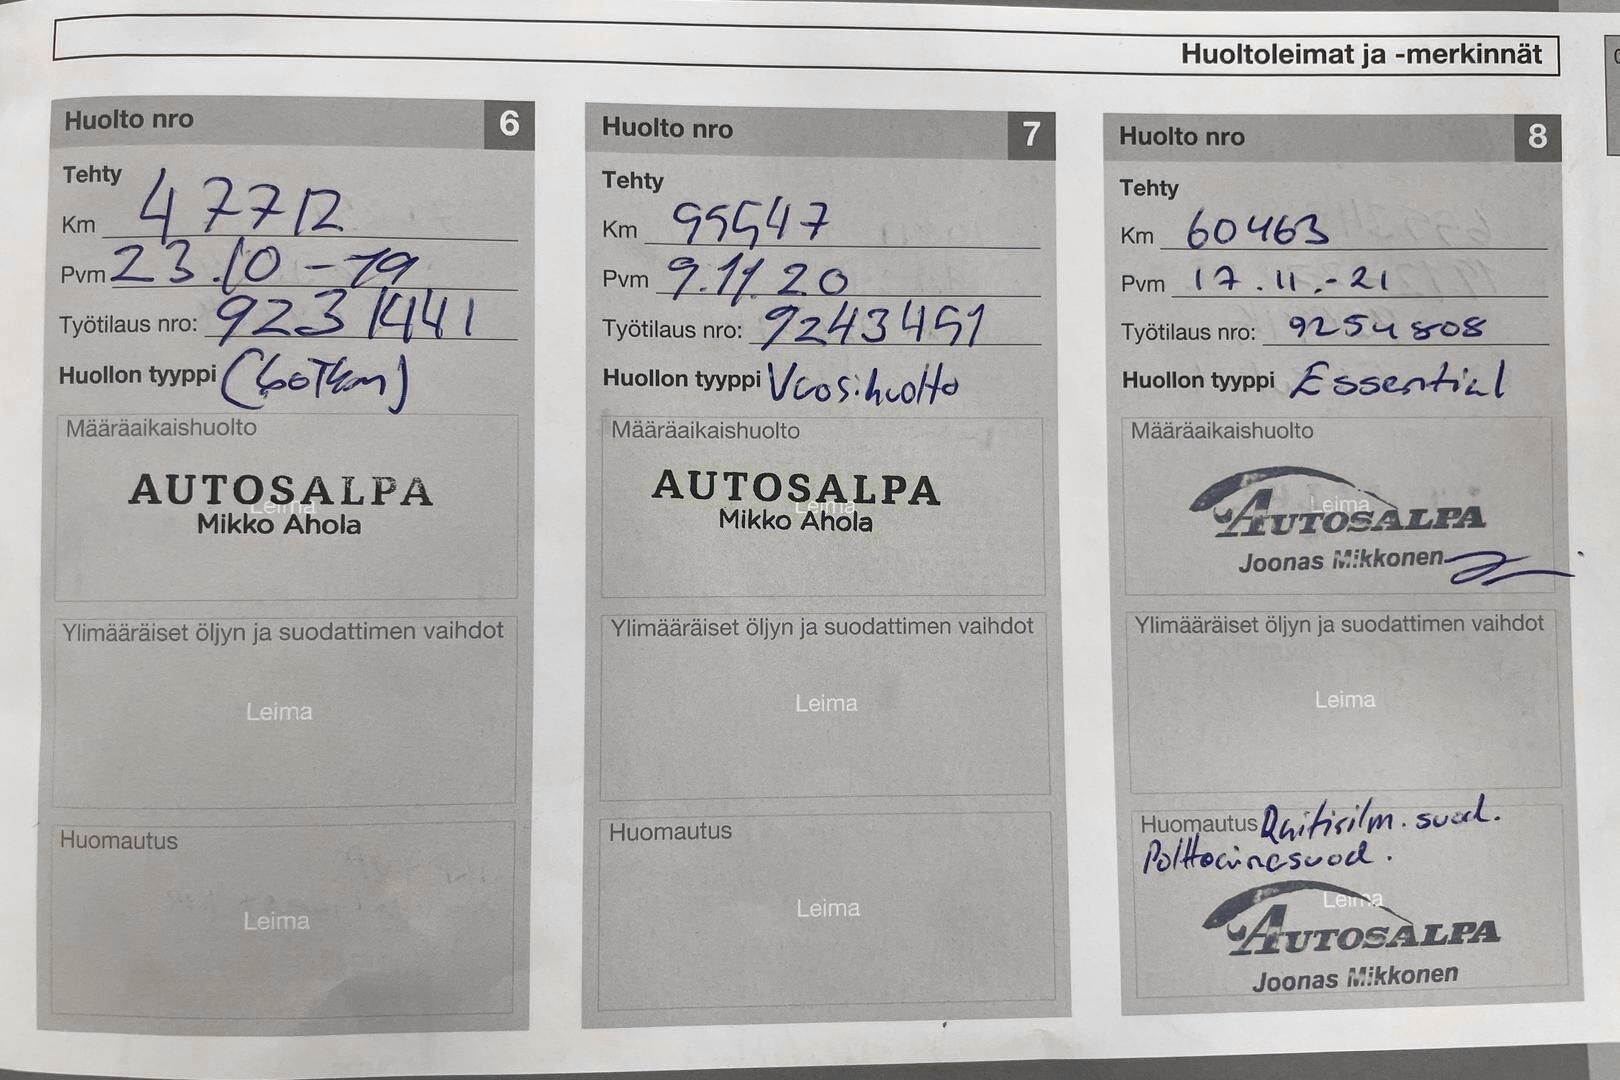 Huoltoleimat ja -merkinnät
Huolto nro 6
Tehty
Km 47712
Pvm 23.10-19
Työtilaus nro: 9231441
Huollon tyyppi (60Tkm)
Määräaikaishuolto
Leima
AUTOSALPA
Mikko Ahola
Ylimääräiset öljyn ja suodattimen vaihdot
Leima
Huomautus
Leima
Huolto nro 7
Tehty
Km
Pvm 9.11.20
Työtilaus nro: 9243451
Huollon tyyppi Vuosihuolto
Määräaikaishuolto
Leima
AUTOSALPA
Mikko Ahola
Ylimääräiset öljyn ja suodattimen vaihdot
Leima
Huomautus
Leima
Huolto nro 8
Tehty
Km 60463
Pvm 17.11.-21
Työtilaus nro: 9254808
Huollon tyyppi Essential
Määräaikaishuolto
Leima
AUTOSALPA
Joonas Mikkonen
Ylimääräiset öljyn ja suodattimen vaihdot
Leima
Huomautus Raitisilm. suod.
Polttoainesuod.
Leima
AUTOSALPA
Joonas Mikkonen